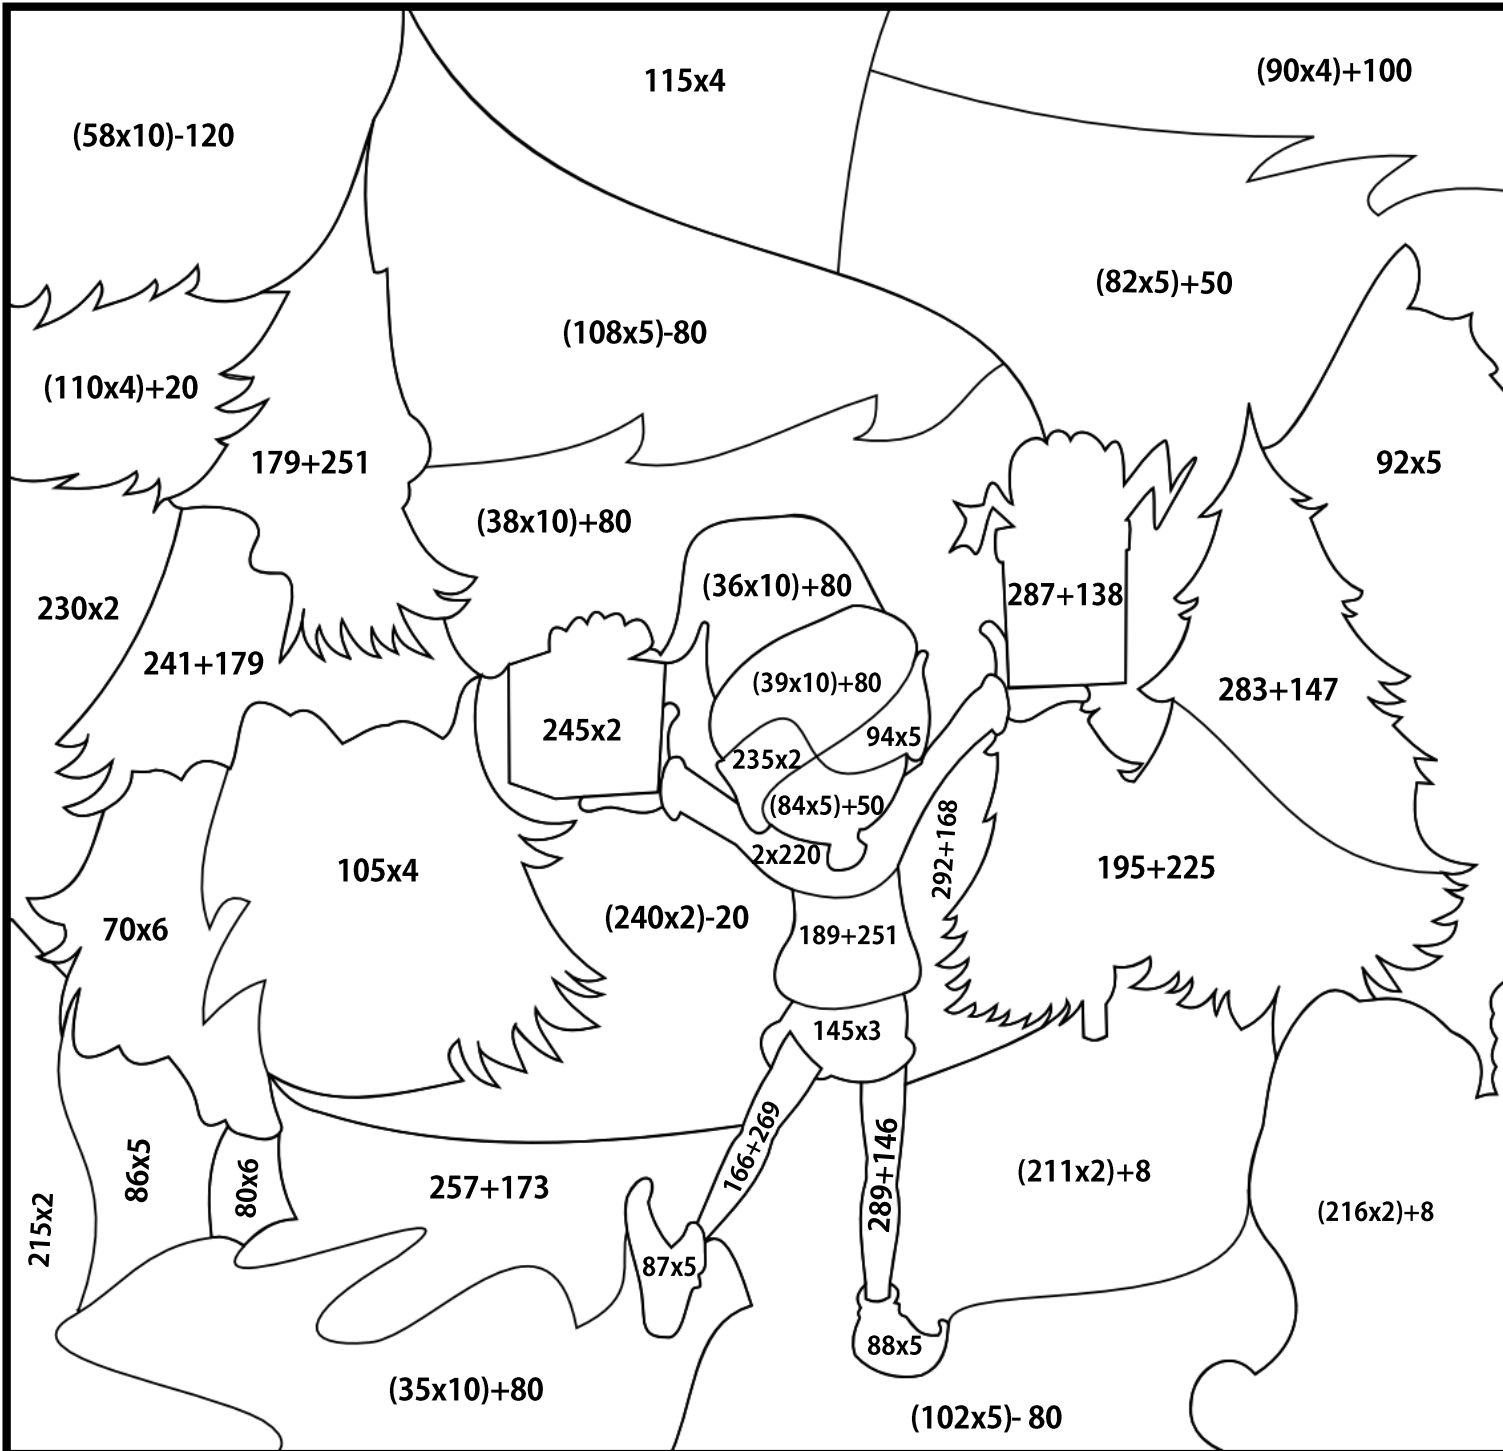 115x4
(90x4)+100
(58x10)-120
(82x5)+50
(108x5)-80
(110x4)+20
179+251
92x5
(38x10)+80
(36x10)+80
287+138
230x2
241+179
(39x10)+80
283+147
245x2
94x5
235x2
(84x5)+50
2x220
292+168
105x4
195+225
70x6
(240x2)-20
189+251
145x3
166+269
289+146
86x5
80x6
257+173
(211x2)+8
215x2
(216x2)+8
87x5
88x5
(35x10)+80
(102x5)- 80